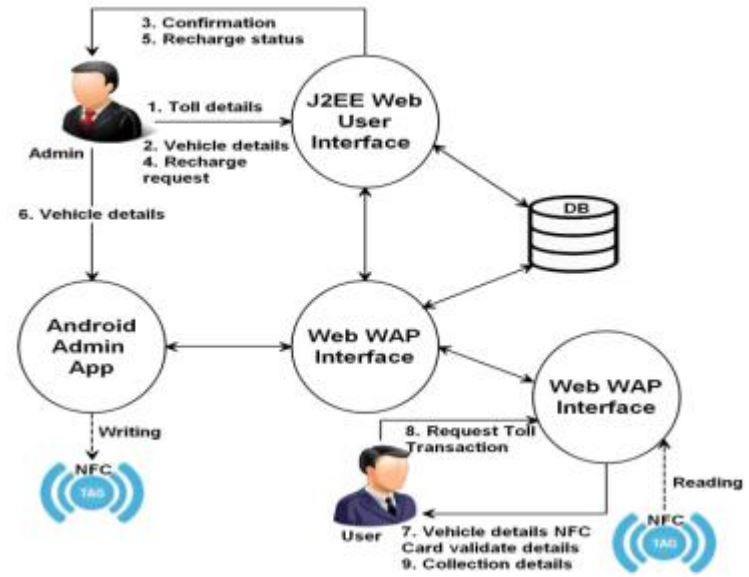 3. Confirmation
5. Recharge status
J2EE Web
User
Interface
1. Toll details
Admin
2. Vehicle details
4. Recharge
request
6. Vehicle details
DB
Android
Admin
App
Web WAP
Interface
Web WAP
Interface
Writing
8. Request Toll
Transaction
NFC
TAG
Reading
User
7. Vehicle details NFC
Card validate details
9. Collection details
NFC
TAG